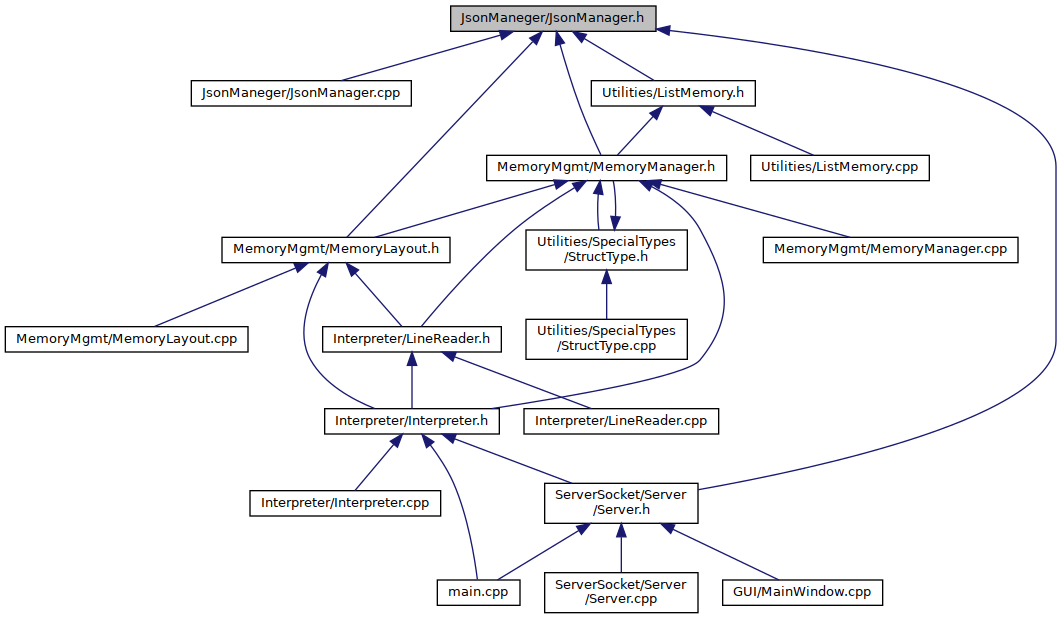 JsonManeger/JsonManager.h
JsonManeger/JsonManager.cpp
Utilities/ListMemory.h
MemoryMgmt/MemoryManager.h
Utilities/ListMemory.cpp
MemoryMgmt/MemoryLayout.h
Utilities/SpecialTypes
/StructType.h
MemoryMgmt/MemoryManager.cpp
MemoryMgmt/MemoryLayout.cpp
Interpreter/LineReader.h
Utilities/SpecialTypes
/StructType.cpp
Interpreter/Interpreter.h
Interpreter/LineReader.cpp
Interpreter/Interpreter.cpp
ServerSocket/Server
/Server.h
main.cpp
ServerSocket/Server
/Server.cpp
GUI/MainWindow.cpp